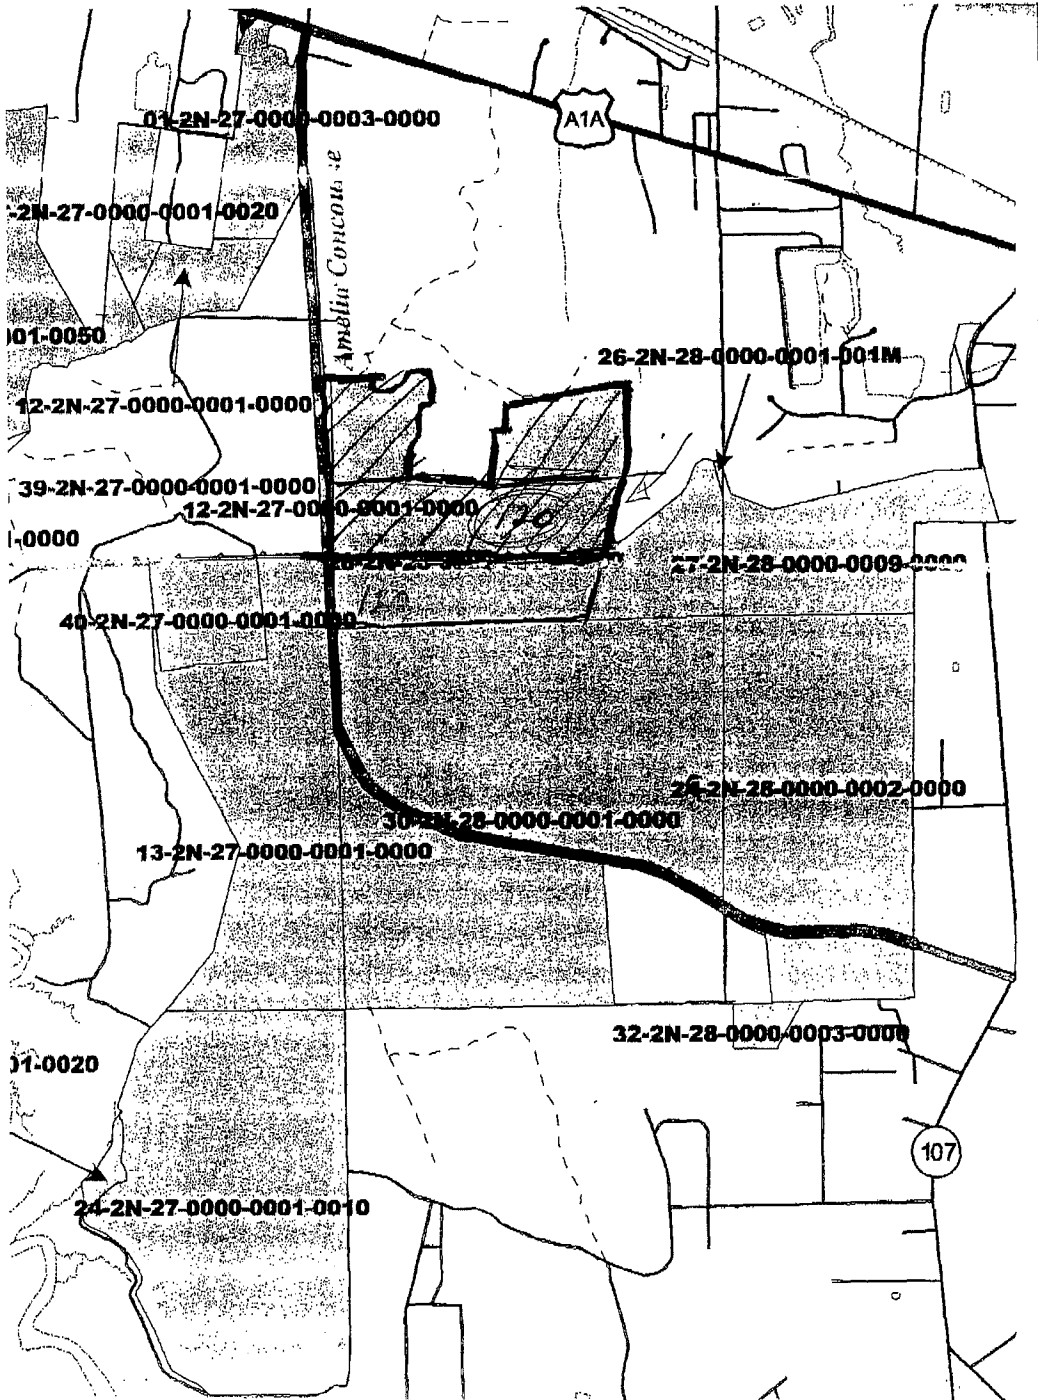 01-2N-27-0000-0003-0000
A1A
-2N-27-0000-0001-0020
Amelia Concourse
001-0050
26-2N-28-0000-0001-001M
12-2N-27-0000-0001-0000
39-2N-27-0000-0001-0000
12-2N-27-0000-0001-0000
120
-0000
27-2N-28-0000-0009-0000
120
40-2N-27-0000-0001-0000
2N-28-0000-0002-0000
30-2N-28-0000-0001-0000
13-2N-27-0000-0001-0000
32-2N-28-0000-0003-0000
01-0020
107
24-2N-27-0000-0001-0010